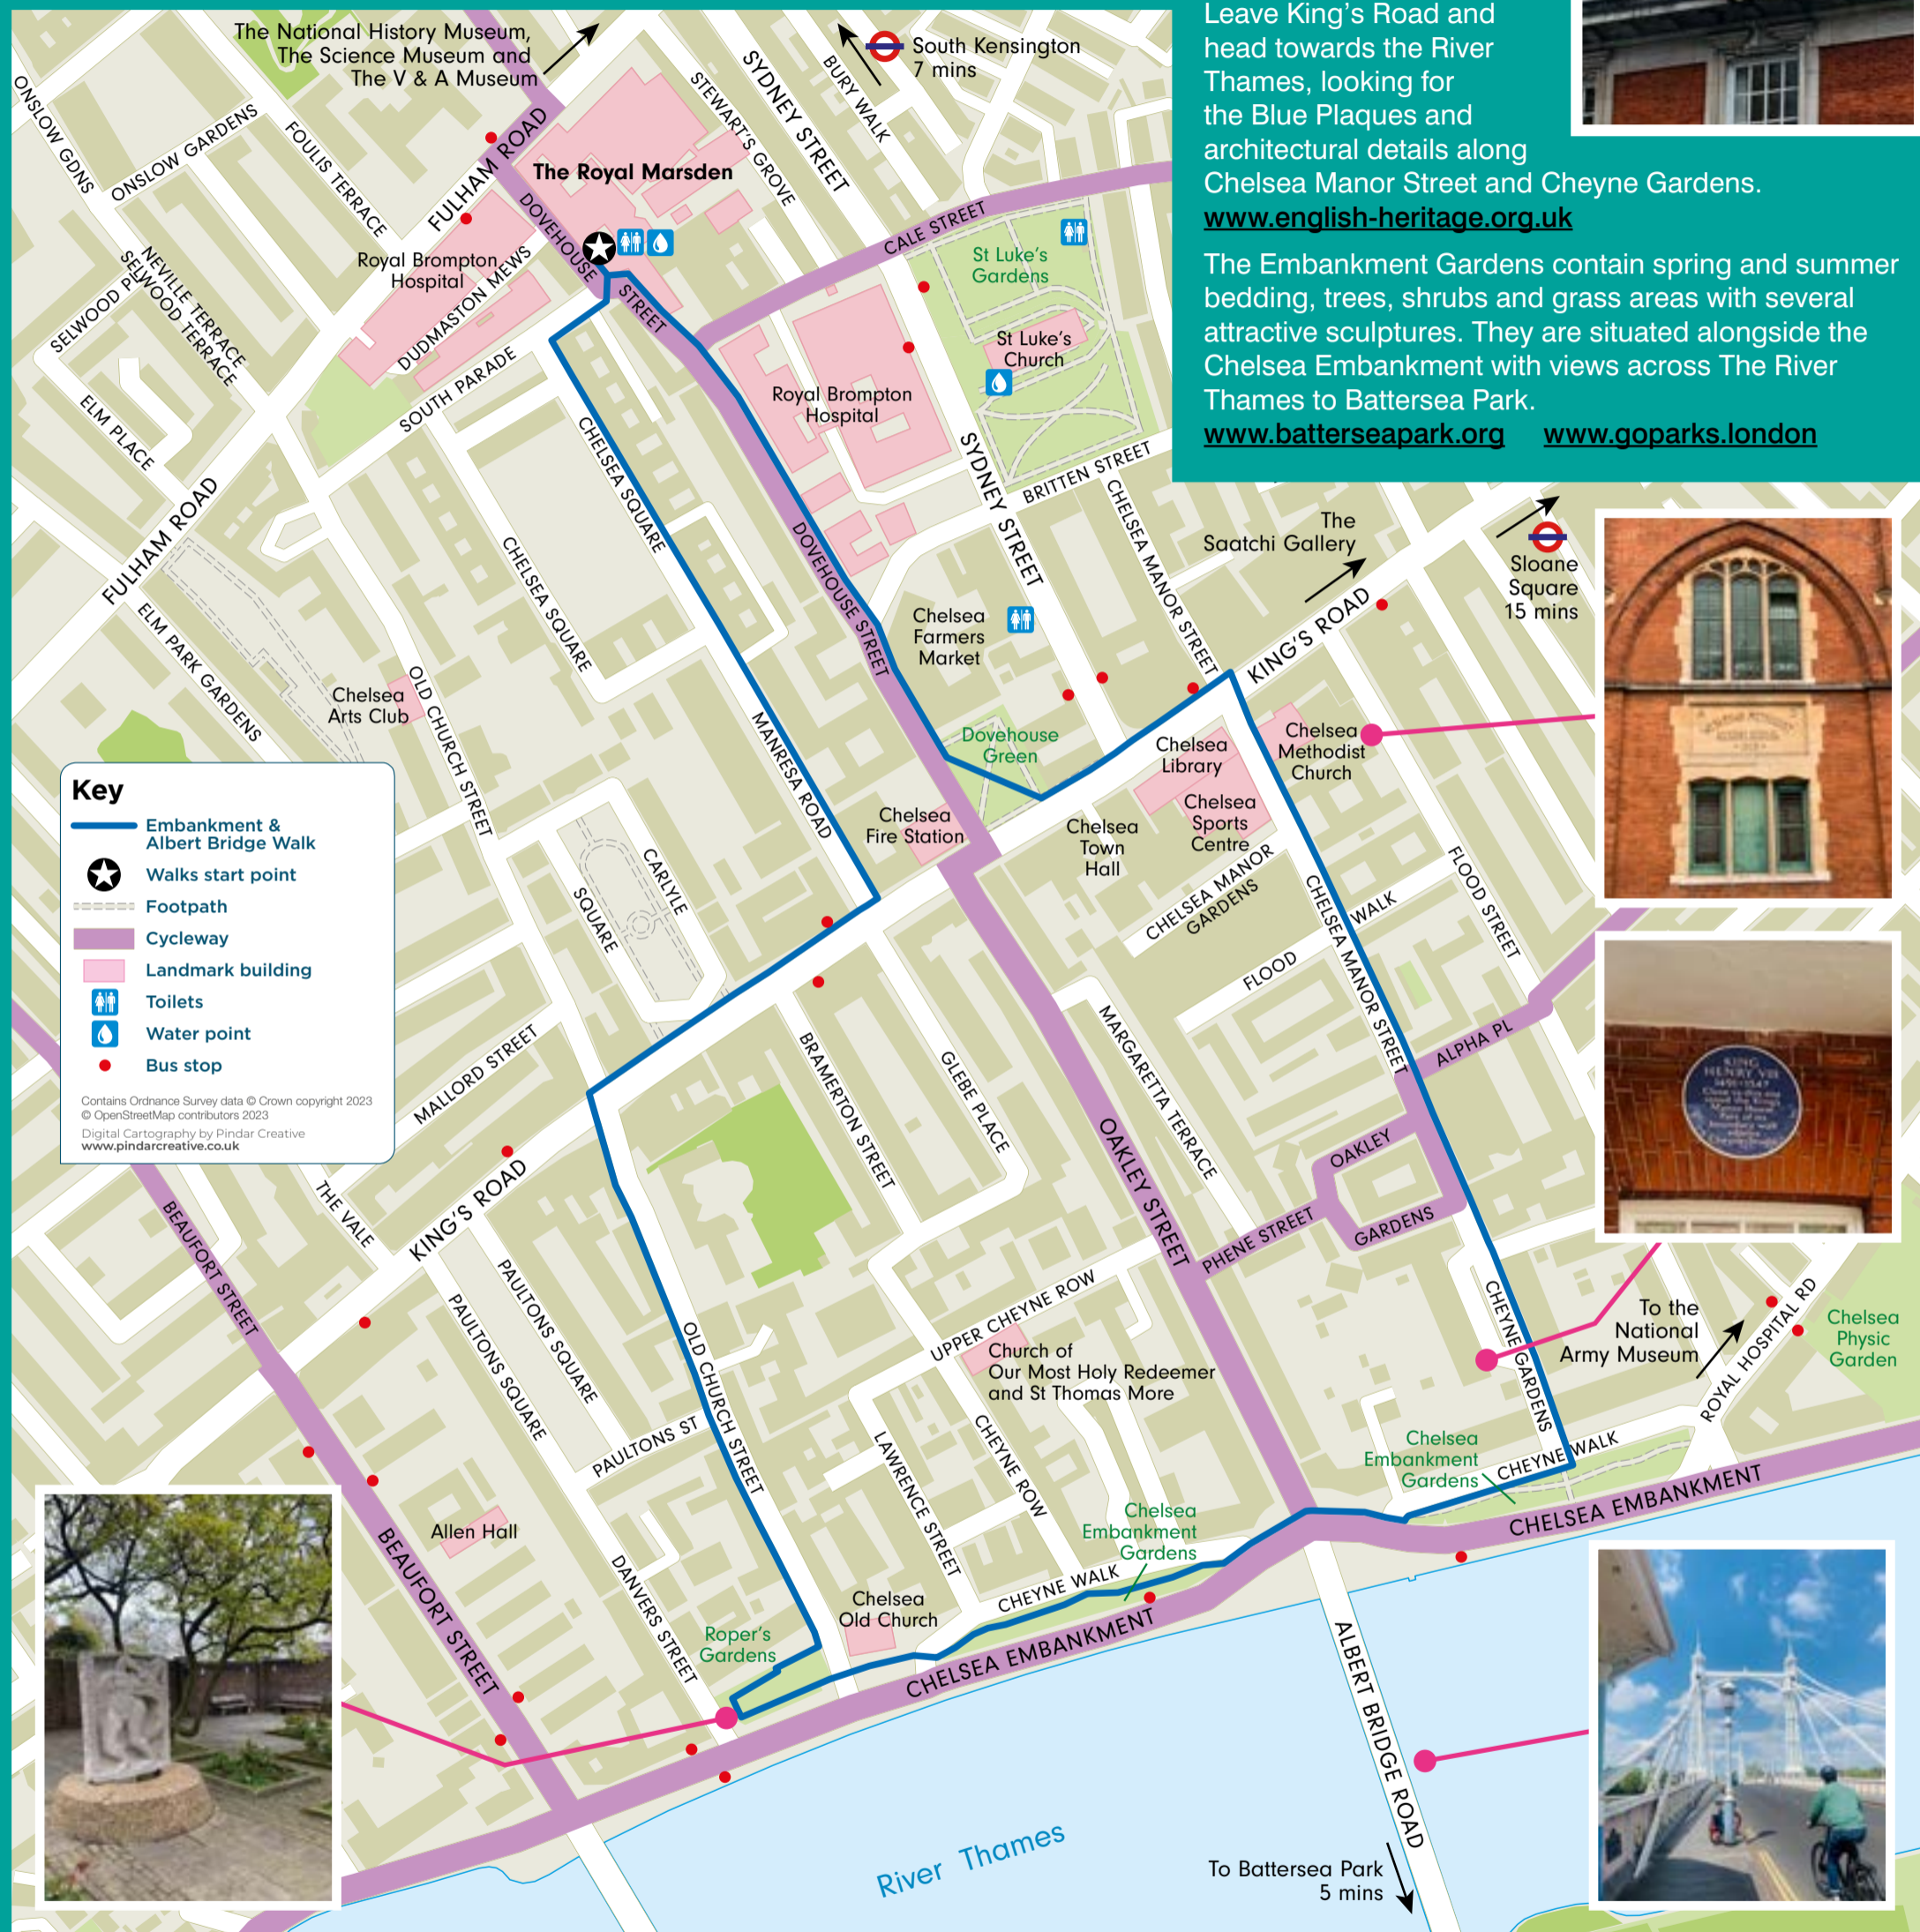 Leave King's Road and
head towards the River
Thames, looking for
the Blue Plaques and
architectural details along
Chelsea Manor Street and Cheyne Gardens.
www.english-heritage.org.uk
The Embankment Gardens contain spring and summer
bedding, trees, shrubs and grass areas with several
attractive sculptures. They are situated alongside the
Chelsea Embankment with views across The River
Thames to Battersea Park.
www.batterseapark.org www.goparks.london
The National History Museum,
The Science Museum and
The V & A Museum
South Kensington
7 mins
ONSLOW GDNS
ONSLOW GARDENS
FOULIS TERRACE
FULHAM ROAD
STEWART'S GROVE
SYDNEY STREET
BURY WALK
The Royal Marsden
DOVEHOUSE
STREET
CALE STREET
Royal Brompton
Hospital
DUDMASTON MEWS
NEVILLE TERRACE
SELWOOD TERRACE
SELWOOD PL
SOUTH PARADE
ELM PLACE
St Luke's
Gardens
St Luke's
Church
Royal Brompton
Hospital
CHELSEA SQUARE
CHELSEA SQUARE
SYDNEY STREET
BRITTEN STREET
CHELSEA MANOR STREET
FULHAM ROAD
ELM PARK GARDENS
DOVEHOUSE STREET
The
Saatchi Gallery
Sloane
Square
15 mins
KING'S ROAD
Chelsea
Farmers
Market
Chelsea
Arts Club
OLD CHURCH STREET
MANRESA ROAD
Dovehouse
Green
Chelsea
Library
Chelsea
Methodist
Church
Chelsea
Fire Station
Chelsea
Town
Hall
Chelsea
Sports
Centre
CHELSEA MANOR
GARDENS
CHELSEA MANOR STREET
FLOOD
WALK
FLOOD STREET
CARLYLE
SQUARE
Key
Embankment &
Albert Bridge Walk
Walks start point
Footpath
Cycleway
Landmark building
Toilets
Water point
Bus stop
Contains Ordnance Survey data © Crown copyright 2023
© OpenStreetMap contributors 2023
Digital Cartography by Pindar Creative
www.pindarcreative.co.uk
MALLORD STREET
BRAMERTON STREET
GLEBE PLACE
MARGARETTA TERRACE
ALPHA PL
OAKLEY
GARDENS
PHENE STREET
OAKLEY STREET
KING HENRY VIII
THE VALE
KING'S ROAD
BEAUFORT STREET
PAULTONS SQUARE
PAULTONS SQUARE
OLD CHURCH STREET
UPPER CHEYNE ROW
Church of
Our Most Holy Redeemer
and St Thomas More
CHEYNE GARDENS
To the
National
Army Museum
ROYAL HOSPITAL RD
Chelsea
Physic
Garden
PAULTONS ST
LAWRENCE STREET
CHEYNE ROW
Chelsea
Embankment
Gardens
CHEYNE WALK
CHELSEA EMBANKMENT
Allen Hall
BEAUFORT STREET
DANVERS STREET
Chelsea
Embankment
Gardens
CHEYNE WALK
Chelsea
Old Church
Roper's
Gardens
CHELSEA EMBANKMENT
ALBERT BRIDGE ROAD
River Thames
To Battersea Park
5 mins